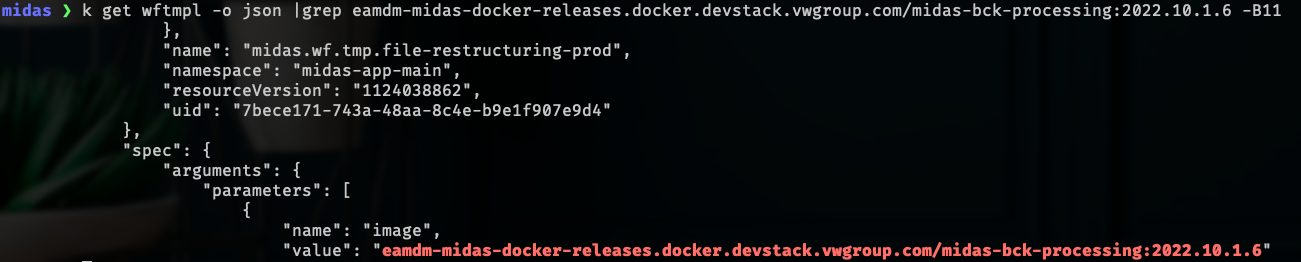 midas ❯ k get wftmpl -o json |grep eamdm-midas-docker-releases.docker.devstack.vwgroup.com/midas-bck-processing:2022.10.1.6 -B11
},
"name": "midas.wf.tmp.file-restructuring-prod",
"namespace": "midas-app-main",
"resourceVersion": "1124038862",
"uid": "7bece171-743a-48aa-8c4e-b9e1f907e9d4"
},
"spec": {
"arguments": {
"parameters": [
{
"name": "image",
"value": "eamdm-midas-docker-releases.docker.devstack.vwgroup.com/midas-bck-processing:2022.10.1.6"